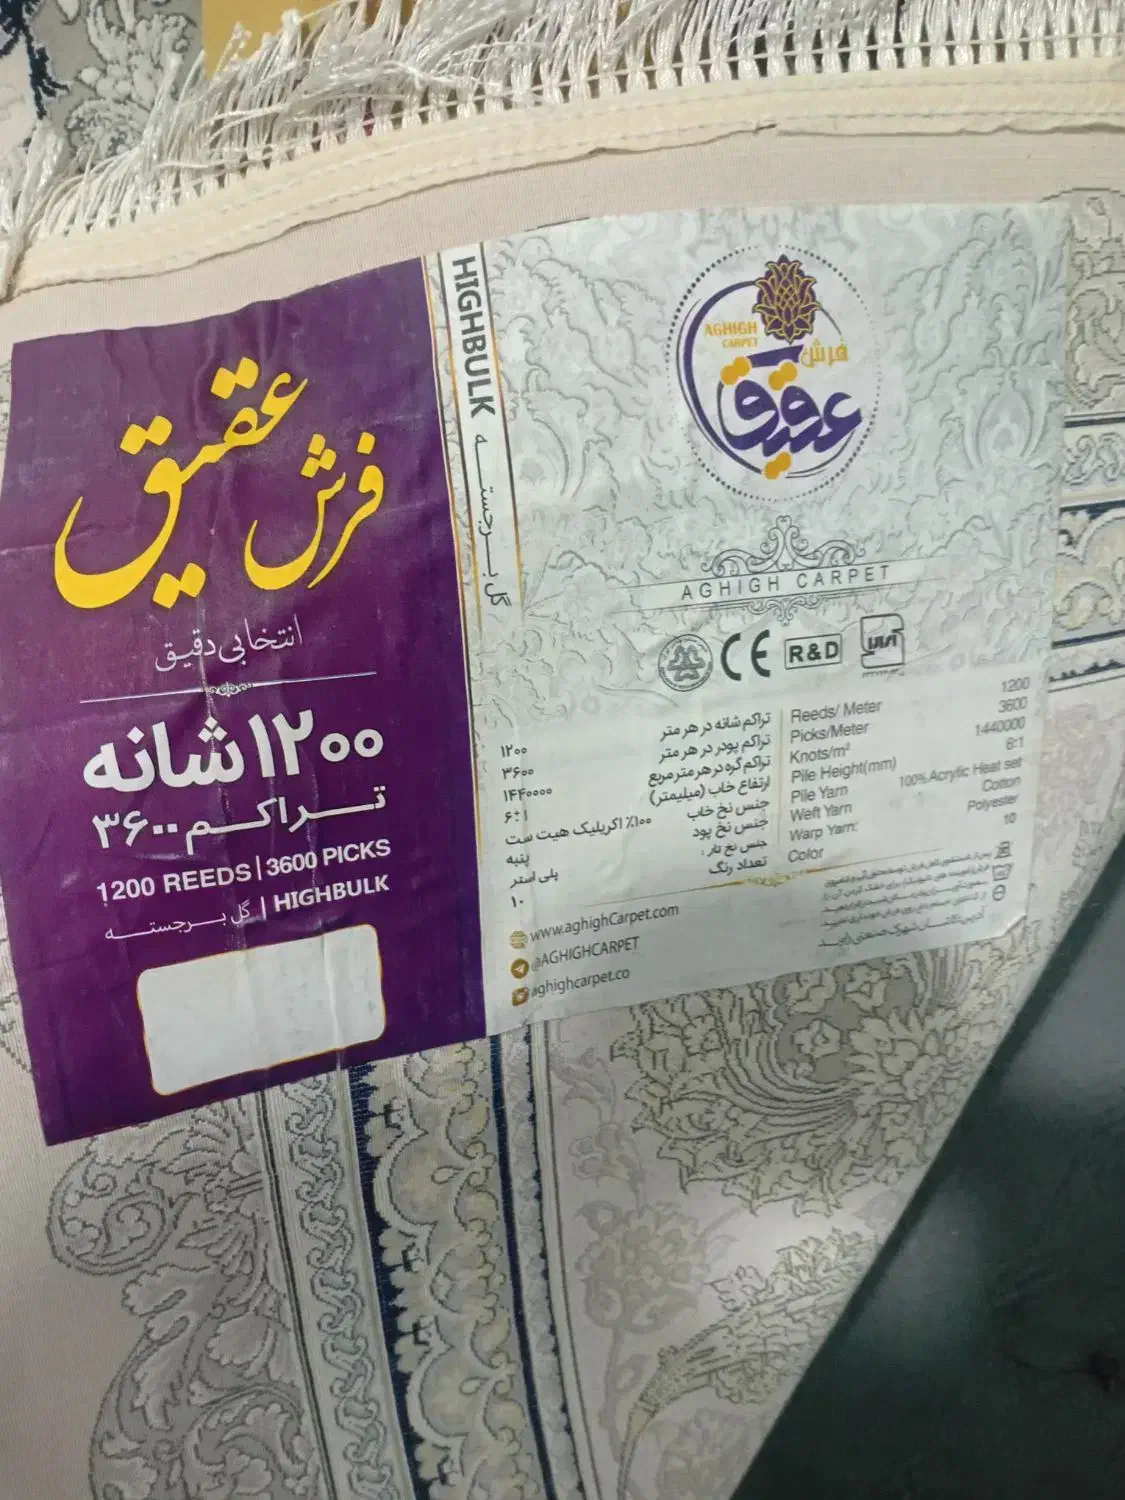 فرش عقیق
انتخابی دقیق
۱۲۰۰ شانه
تراکم ۳۶۰۰
1200 REEDS | 3600 PICKS
گل برجسته | HIGHBULK
HIGHBULK گل برجسته
AGHIGH
CARPET
فرش
عقیق
AGHIGH CARPET
CE
R&D
تراکم شانه در هر متر ۱۲۰۰
تراکم پودر در هر متر ۳۶۰۰
تراکم گره در هر متر مربع ۱۴۴۰۰۰۰
ارتفاع خاب (میلیمتر) ۶±۱
جنس نخ خاب ۱۰۰٪ اکریلیک هیت ست
جنس نخ پود پنبه
جنس نخ تار : پلی استر
تعداد رنگ ۱۰
Reeds/ Meter 1200
Picks/Meter 3600
Knots/m² 1440000
Pile Height(mm) 6±1
Pile Yarn 100% Acrylic Heat set
Weft Yarn Cotton
Warp Yarn: Polyester
Color 10
www.aghighCarpet.com
@AGHIGHCARPET
aghighcarpet.co